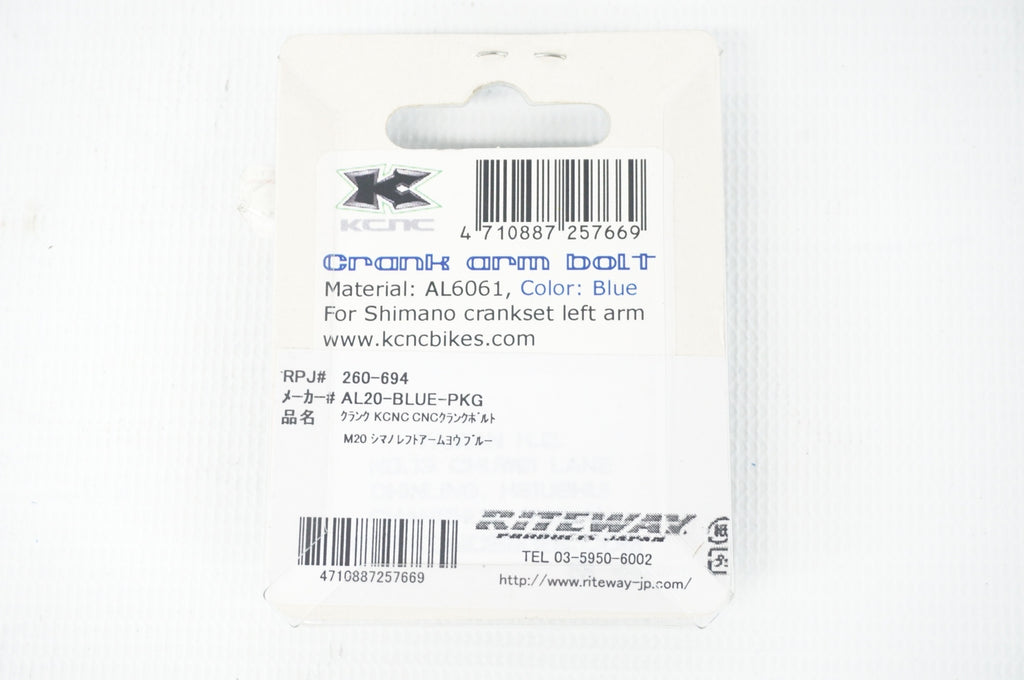 KCNC
4 710887 257669
Crank arm bolt
Material: AL6061, Color: Blue
For Shimano crankset left arm
www.kcncbikes.com
RPJ# 260-694
メーカー# AL20-BLUE-PKG
品名 クランク KCNC CNCクランクボルト
M20 シマノ レフトアームヨウ ブルー
4710887257669
RITEWAY
PRODUCTS JAPAN
TEL 03-5950-6002
http://www.riteway-jp.com/
紙
プラ